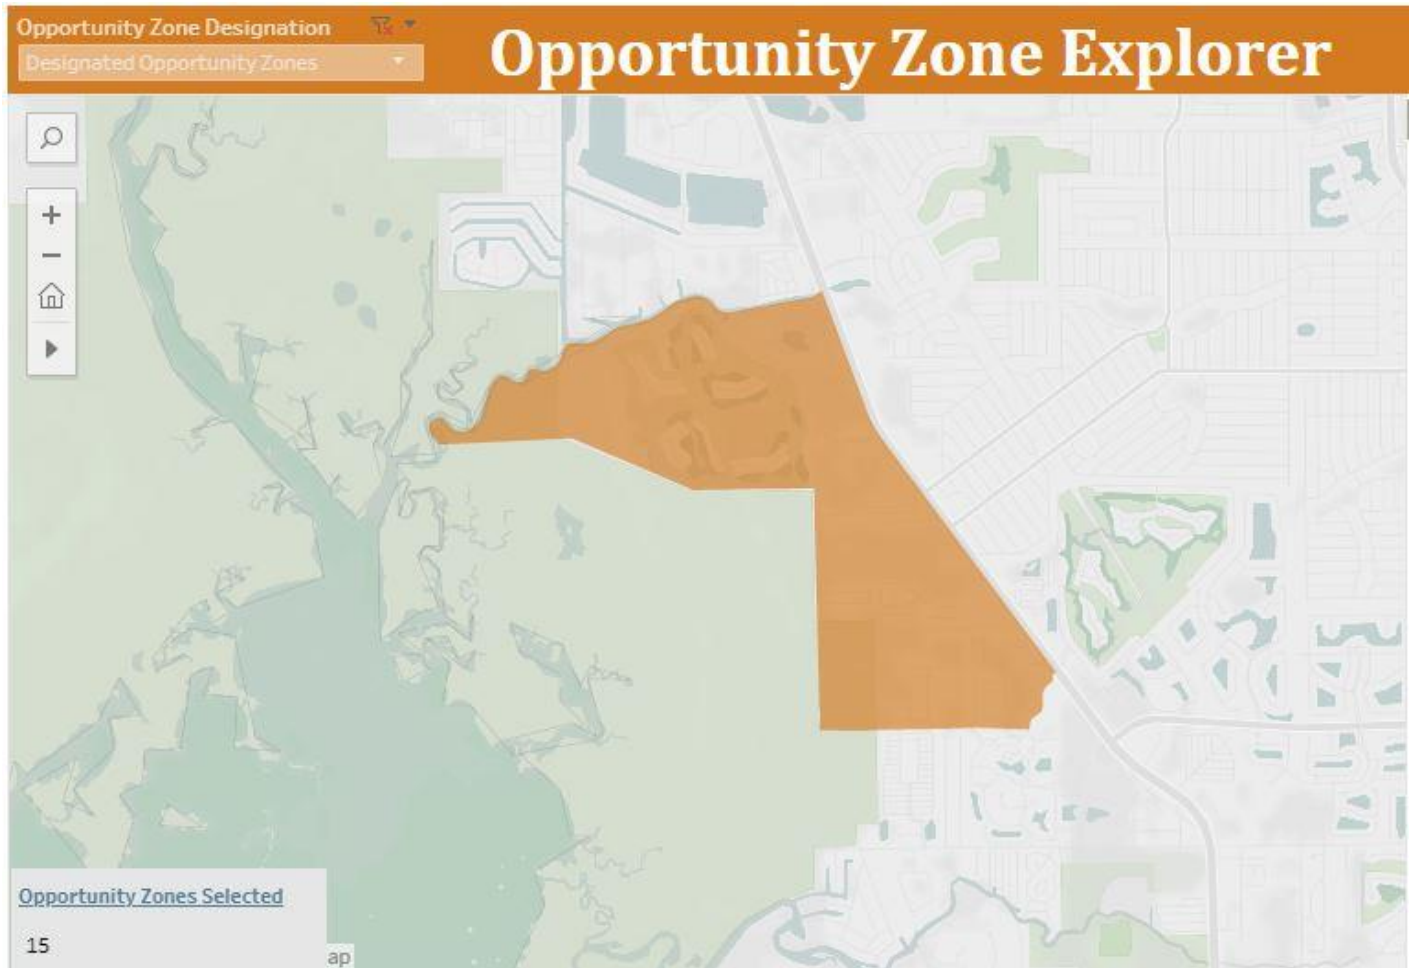 Opportunity Zone Designation
Designated Opportunity Zones
Opportunity Zone Explorer
Opportunity Zones Selected
15
ap